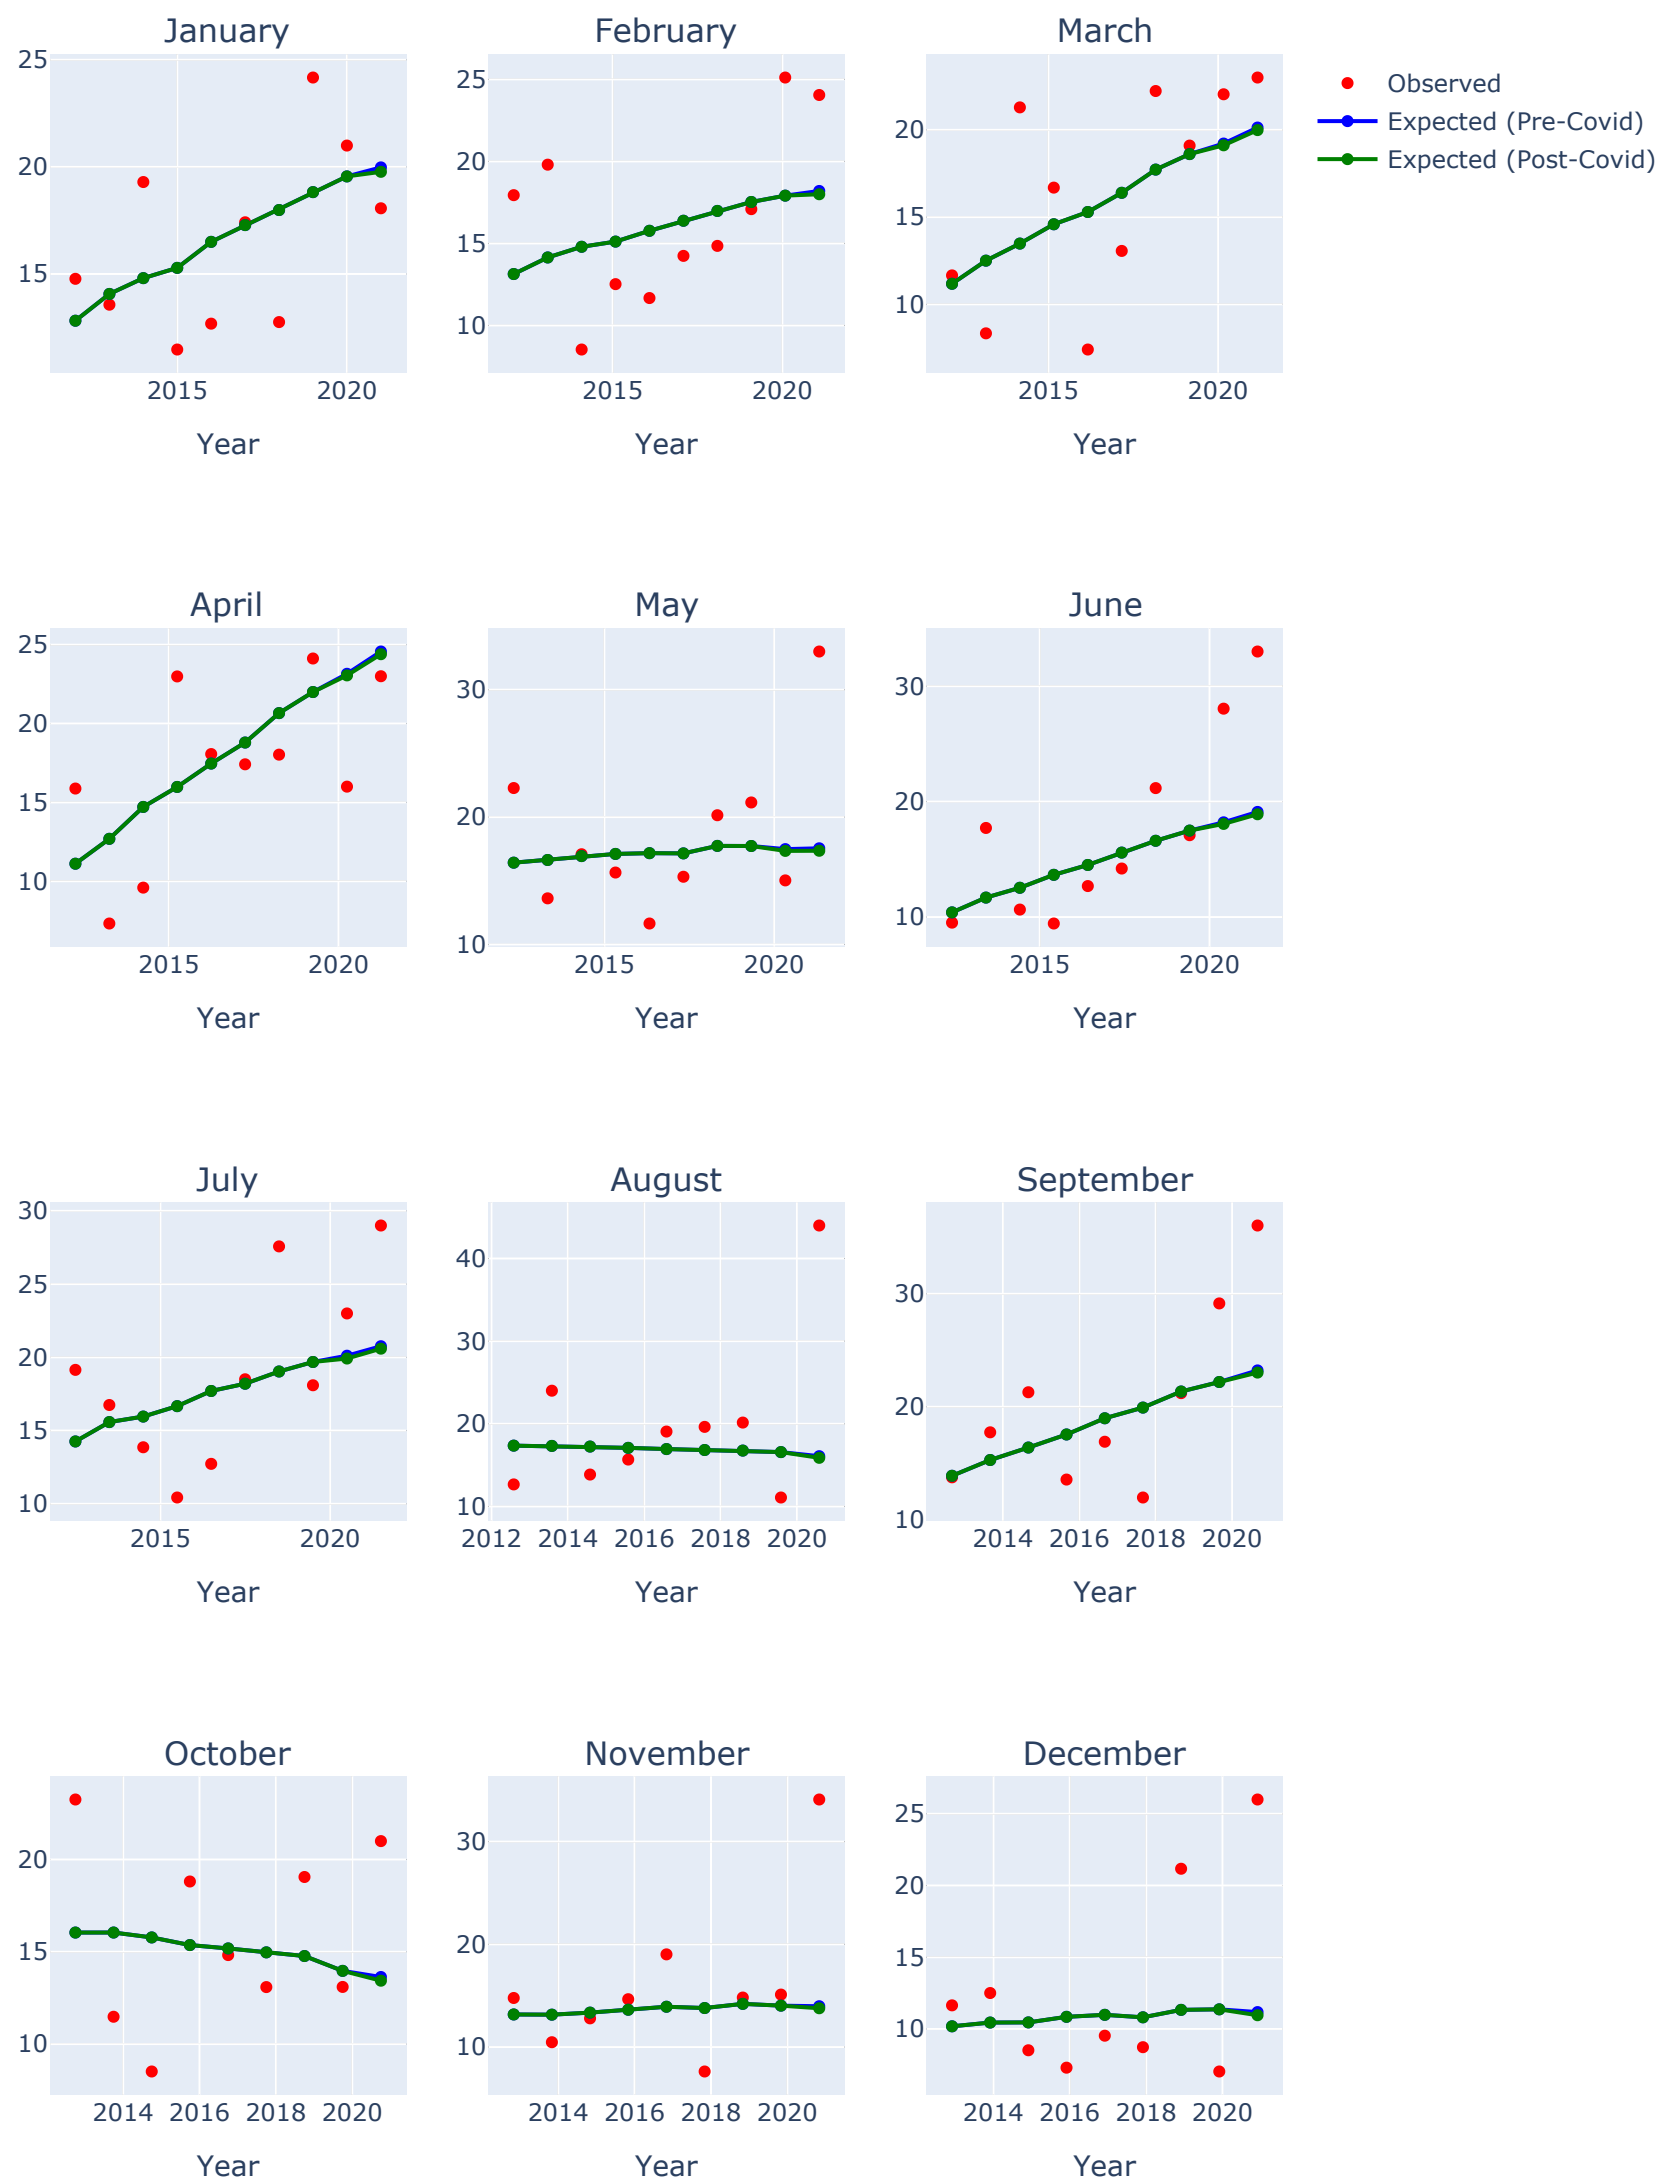 January
February
March
25
20
15
2015
2020
Year
25
20
15
10
2015
2020
Year
20
15
10
2015
2020
Year
Observed
Expected (Pre-Covid)
Expected (Post-Covid)
April
May
June
25
20
15
10
2015
2020
Year
30
20
10
2015
2020
Year
30
20
10
2015
2020
Year
July
August
September
30
25
20
15
10
2015
2020
Year
40
30
20
10
2012
2014
2016
2018
2020
Year
30
20
10
2014
2016
2018
2020
Year
October
November
December
20
15
10
2014
2016
2018
2020
Year
30
20
10
2014
2016
2018
2020
Year
25
20
15
10
2014
2016
2018
2020
Year